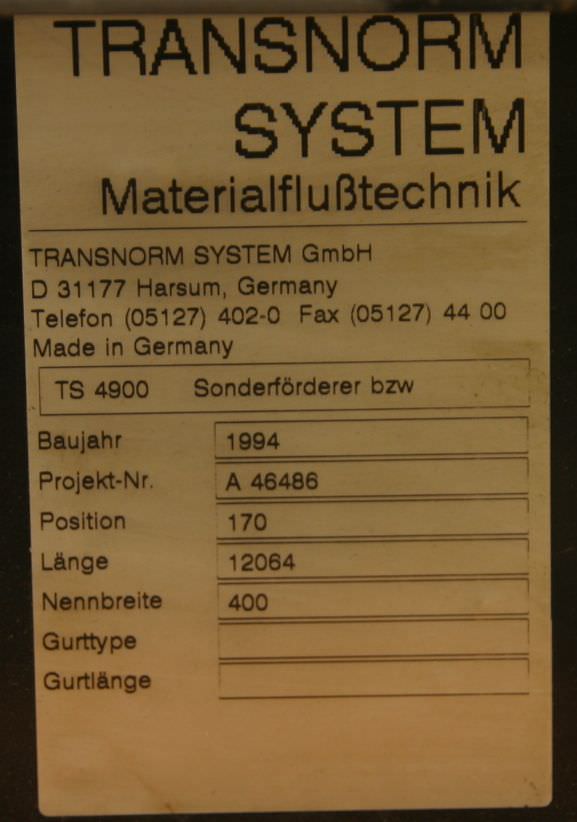 TRANSNORM
SYSTEM
Materialflußtechnik
TRANSNORM SYSTEM GmbH
D 31177 Harsum, Germany
Telefon (05127) 402-0 Fax (05127) 44 00
Made in Germany
TS 4900 Sonderförderer bzw
Baujahr 1994
Projekt-Nr. A 46486
Position 170
Länge 12064
Nennbreite 400
Gurttype
Gurtlänge